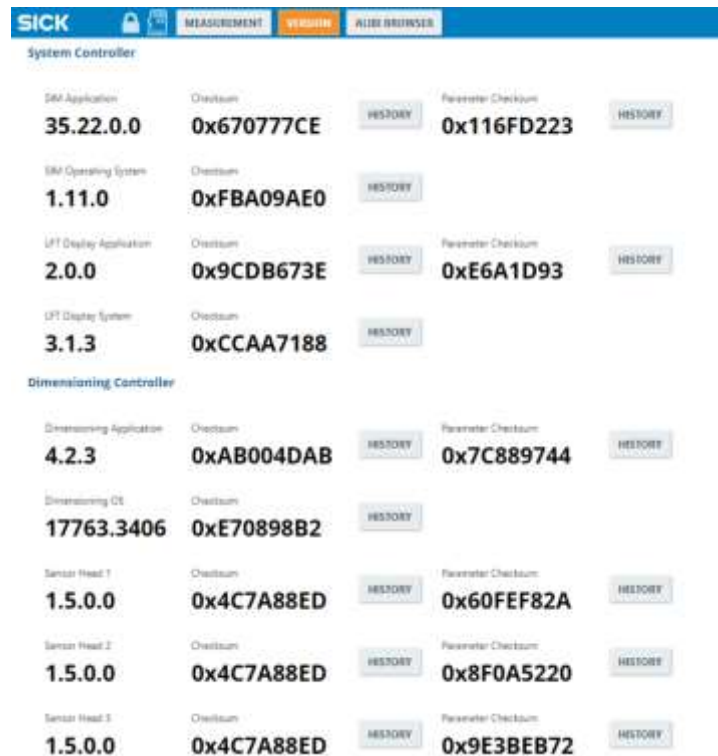 SICK MEASUREMENT VERSION ALIBI BROWSER
System Controller
SIM Application Checksum Parameter Checksum
35.22.0.0 0x670777CE HISTORY 0x116FD223 HISTORY
SIM Operating System Checksum
1.11.0 0xFBA09AE0 HISTORY
LFT Display Application Checksum Parameter Checksum
2.0.0 0x9CDB673E HISTORY 0xE6A1D93 HISTORY
LFT Display System Checksum
3.1.3 0xCCAA7188 HISTORY
Dimensioning Controller
Dimensioning Application Checksum Parameter Checksum
4.2.3 0xAB004DAB HISTORY 0x7C889744 HISTORY
Dimensioning OS Checksum
17763.3406 0xE70898B2 HISTORY
Sensor Head 1 Checksum Parameter Checksum
1.5.0.0 0x4C7A88ED HISTORY 0x60FEF82A HISTORY
Sensor Head 2 Checksum Parameter Checksum
1.5.0.0 0x4C7A88ED HISTORY 0x8F0A5220 HISTORY
Sensor Head 3 Checksum Parameter Checksum
1.5.0.0 0x4C7A88ED HISTORY 0x9E3BEB72 HISTORY